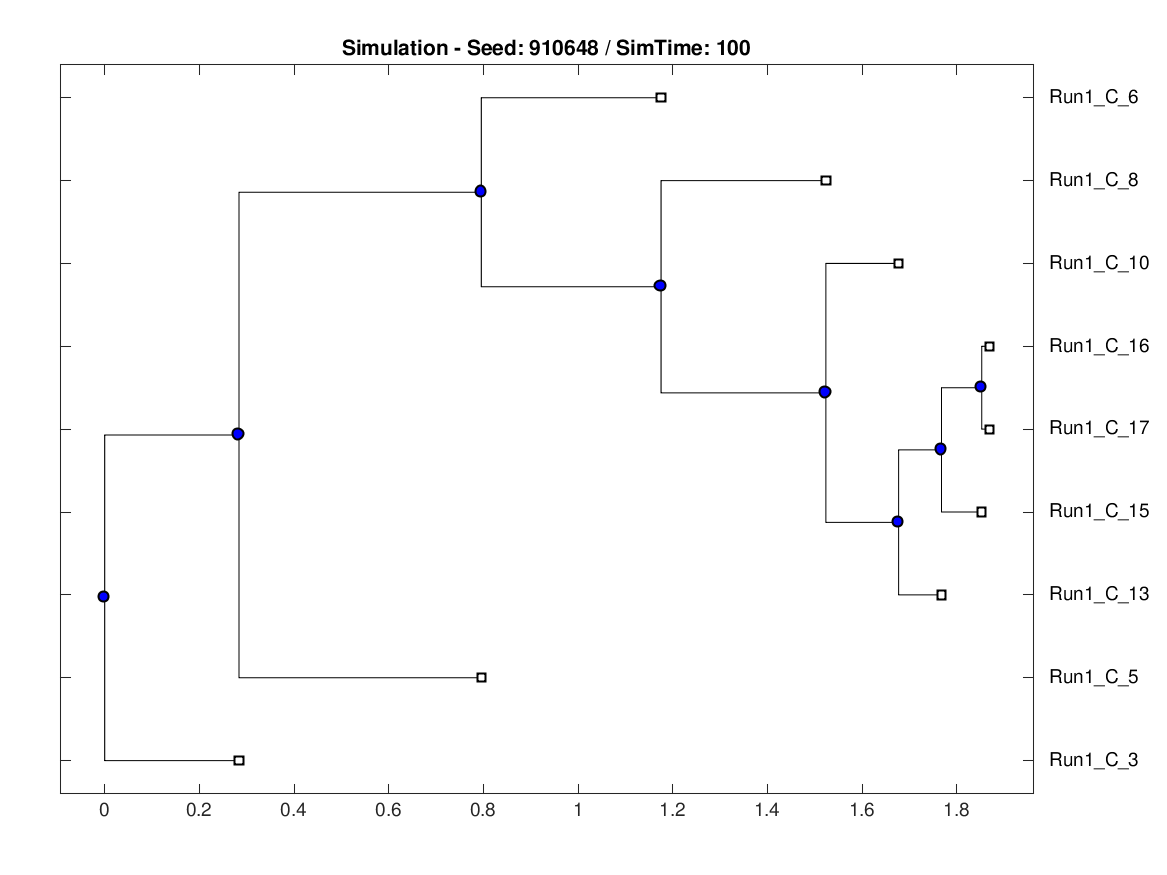 Simulation - Seed: 910648 / SimTime: 100
Run1_C_6
Run1_C_8
Run1_C_10
Run1_C_16
Run1_C_17
Run1_C_15
Run1_C_13
Run1_C_5
Run1_C_3
0 0.2 0.4 0.6 0.8 1 1.2 1.4 1.6 1.8